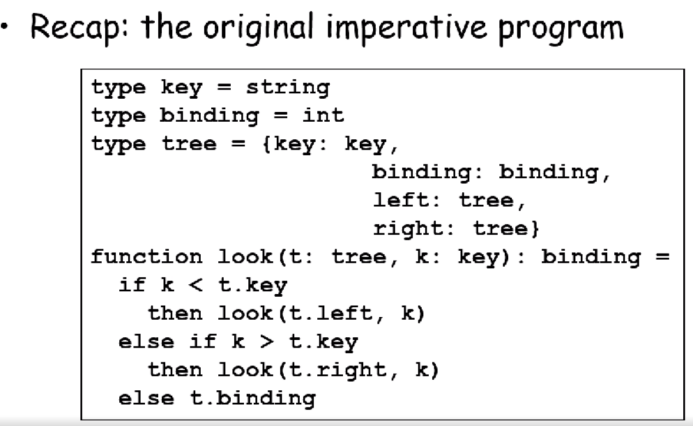 • Recap: the original imperative program
type key = string
type binding = int
type tree = {key: key,
binding: binding,
left: tree,
right: tree}
function look(t: tree, k: key): binding =
if k < t.key
then look(t.left, k)
else if k > t.key
then look(t.right, k)
else t.binding